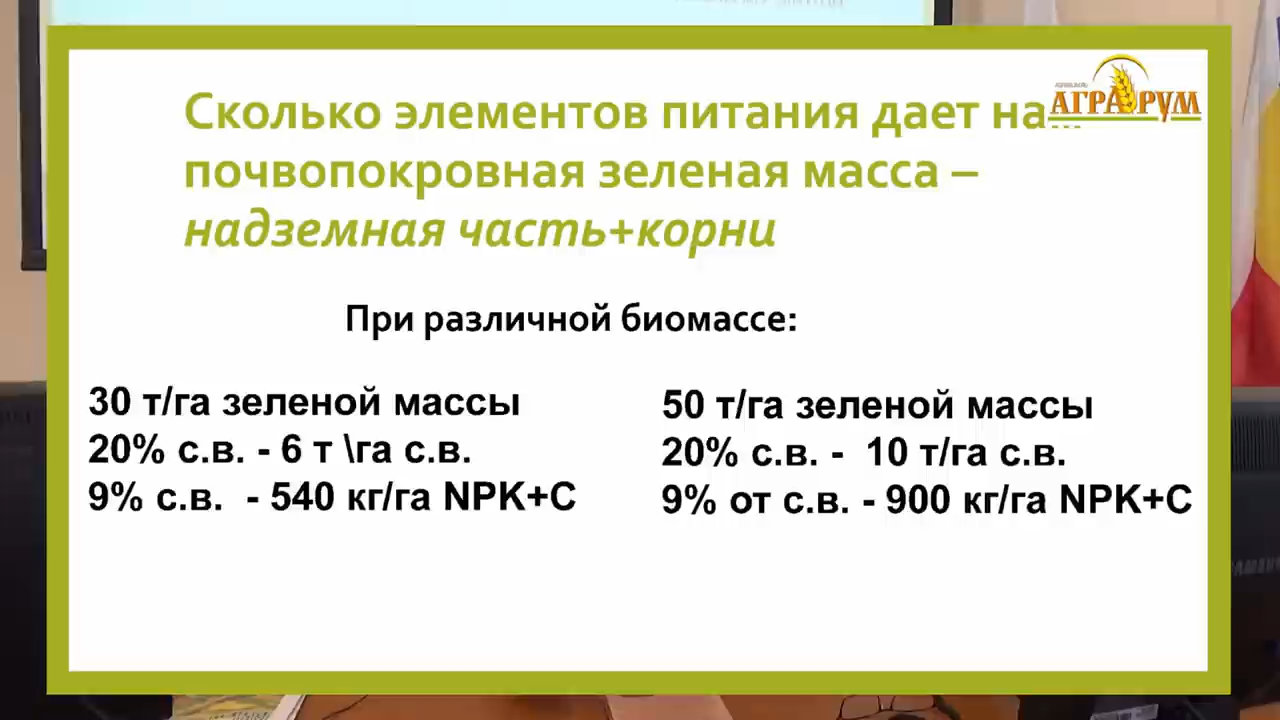 Сколько элементов питания дает
почвопокровная зеленая масса –
надземная часть+корни
АГРАРУМ
При различной биомассе:
30 т/га зеленой массы
20% с.в. - 6 т \га с.в.
9% с.в. - 540 кг/га NPK+C
50 т/га зеленой массы
20% с.в. - 10 т/га с.в.
9% от с.в. - 900 кг/га NPK+C